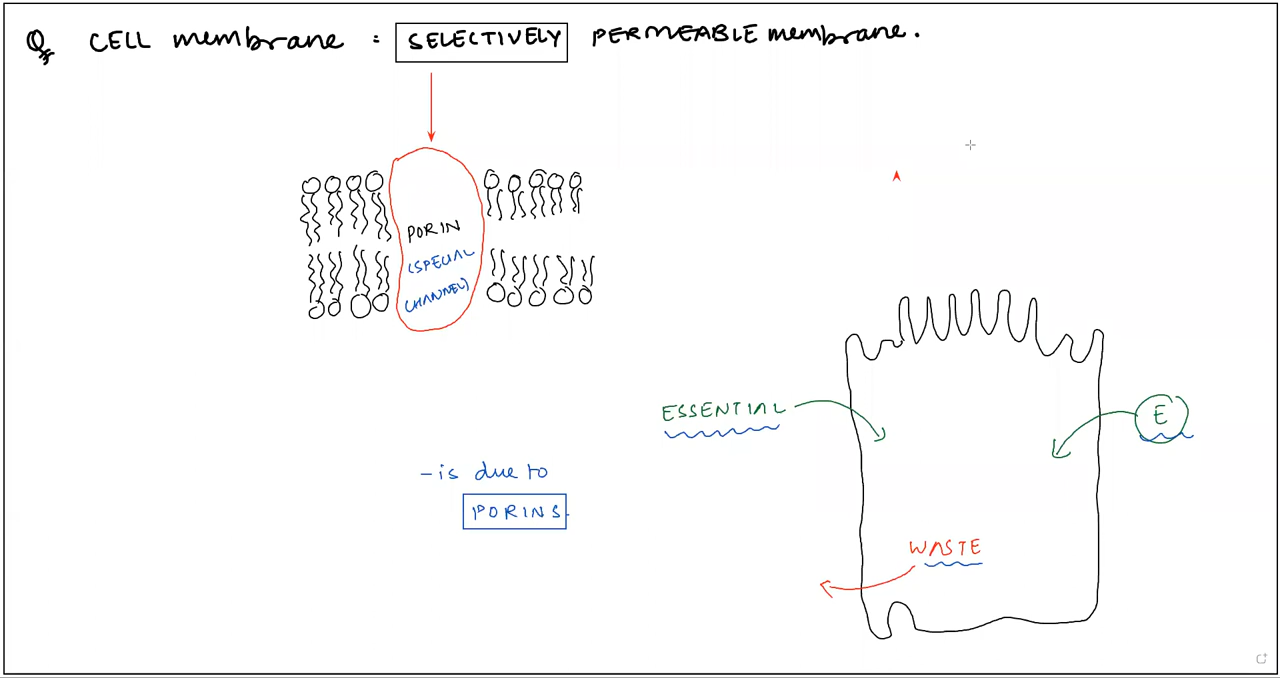 Q CELL membrane : SELECTIVELY PERMEABLE membrane.
PORIN
(SPECIAL
CHANNEL)
ESSENTIAL
E
- is due to
PORINS.
WASTE